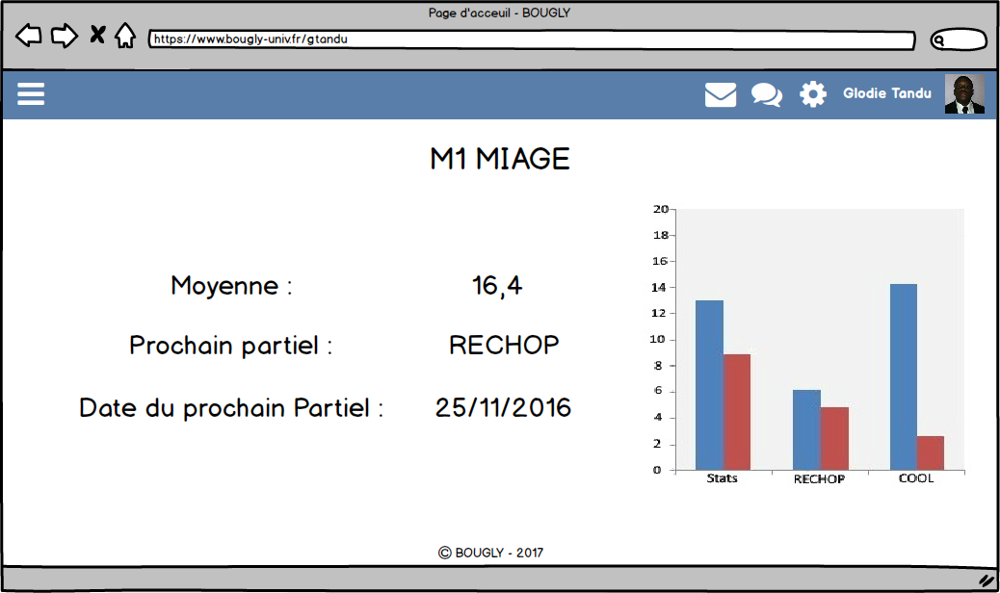 Page d'acceuil - BOUGLY
https://www.bougly-univ.fr/gtandu
Glodie Tandu
M1 MIAGE
Moyenne : 16,4
Prochain partiel : RECHOP
Date du prochain Partiel : 25/11/2016
20
18
16
14
12
10
8
6
4
2
0
Stats RECHOP COOL
© BOUGLY - 2017